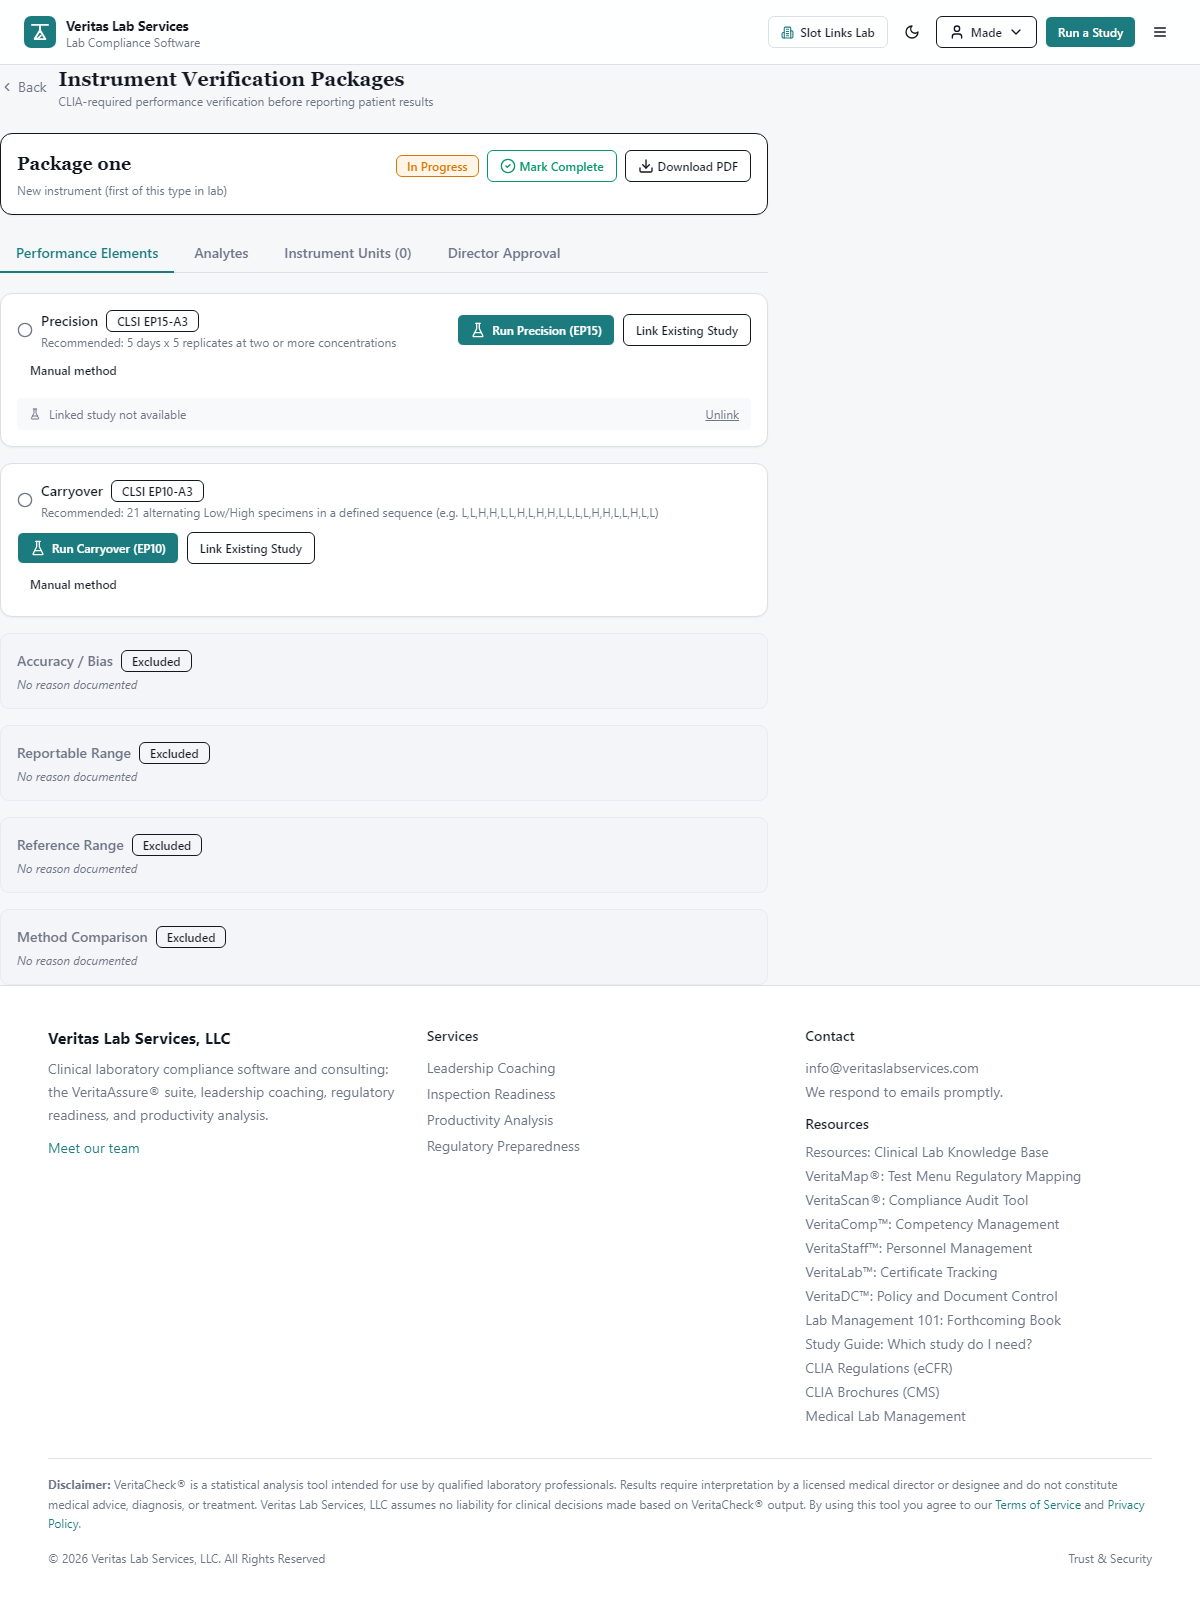 Veritas Lab Services
Lab Compliance Software
Slot Links Lab
Made
Run a Study
Back
Instrument Verification Packages
CLIA-required performance verification before reporting patient results
Package one
New instrument (first of this type in lab)
In Progress
Mark Complete
Download PDF
Performance Elements
Analytes
Instrument Units (0)
Director Approval
Precision
CLSI EP15-A3
Recommended: 5 days x 5 replicates at two or more concentrations
Run Precision (EP15)
Link Existing Study
Manual method
Linked study not available
Unlink
Carryover
CLSI EP10-A3
Recommended: 21 alternating Low/High specimens in a defined sequence (e.g. L,L,H,H,L,L,H,L,H,H,L,L,L,L,H,H,L,L,H,L,L)
Run Carryover (EP10)
Link Existing Study
Manual method
Accuracy / Bias
Excluded
No reason documented
Reportable Range
Excluded
No reason documented
Reference Range
Excluded
No reason documented
Method Comparison
Excluded
No reason documented
Veritas Lab Services, LLC
Clinical laboratory compliance software and consulting:
the VeritaAssure® suite, leadership coaching, regulatory
readiness, and productivity analysis.
Meet our team
Services
Leadership Coaching
Inspection Readiness
Productivity Analysis
Regulatory Preparedness
Contact
info@veritaslabservices.com
We respond to emails promptly.
Resources
Resources: Clinical Lab Knowledge Base
VeritaMap®: Test Menu Regulatory Mapping
VeritaScan®: Compliance Audit Tool
VeritaComp™: Competency Management
VeritaStaff™: Personnel Management
VeritaLab™: Certificate Tracking
VeritaDC™: Policy and Document Control
Lab Management 101: Forthcoming Book
Study Guide: Which study do I need?
CLIA Regulations (eCFR)
CLIA Brochures (CMS)
Medical Lab Management
Disclaimer: VeritaCheck® is a statistical analysis tool intended for use by qualified laboratory professionals. Results require interpretation by a licensed medical director or designee and do not constitute
medical advice, diagnosis, or treatment. Veritas Lab Services, LLC assumes no liability for clinical decisions made based on VeritaCheck® output. By using this tool you agree to our Terms of Service and Privacy
Policy.
© 2026 Veritas Lab Services, LLC. All Rights Reserved
Trust & Security